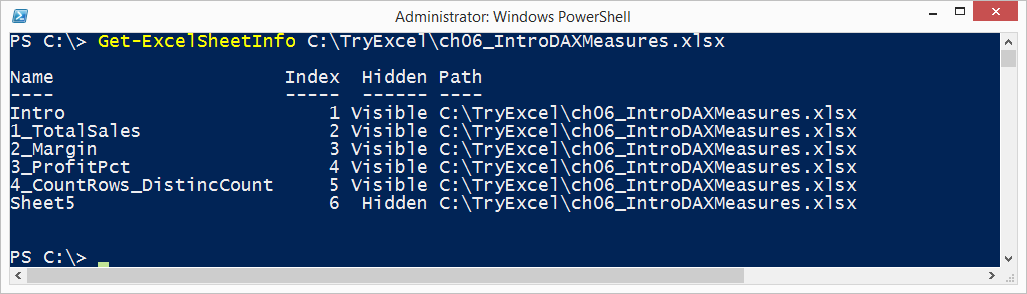 Administrator: Windows PowerShell
PS C:\> Get-ExcelSheetInfo C:\TryExcel\ch06_IntroDAXMeasures.xlsx
Name Index Hidden Path
---- ----- ------ ----
Intro 1 Visible C:\TryExcel\ch06_IntroDAXMeasures.xlsx
1_TotalSales 2 Visible C:\TryExcel\ch06_IntroDAXMeasures.xlsx
2_Margin 3 Visible C:\TryExcel\ch06_IntroDAXMeasures.xlsx
3_ProfitPct 4 Visible C:\TryExcel\ch06_IntroDAXMeasures.xlsx
4_CountRows_DistincCount 5 Visible C:\TryExcel\ch06_IntroDAXMeasures.xlsx
Sheet5 6 Hidden C:\TryExcel\ch06_IntroDAXMeasures.xlsx
PS C:\>